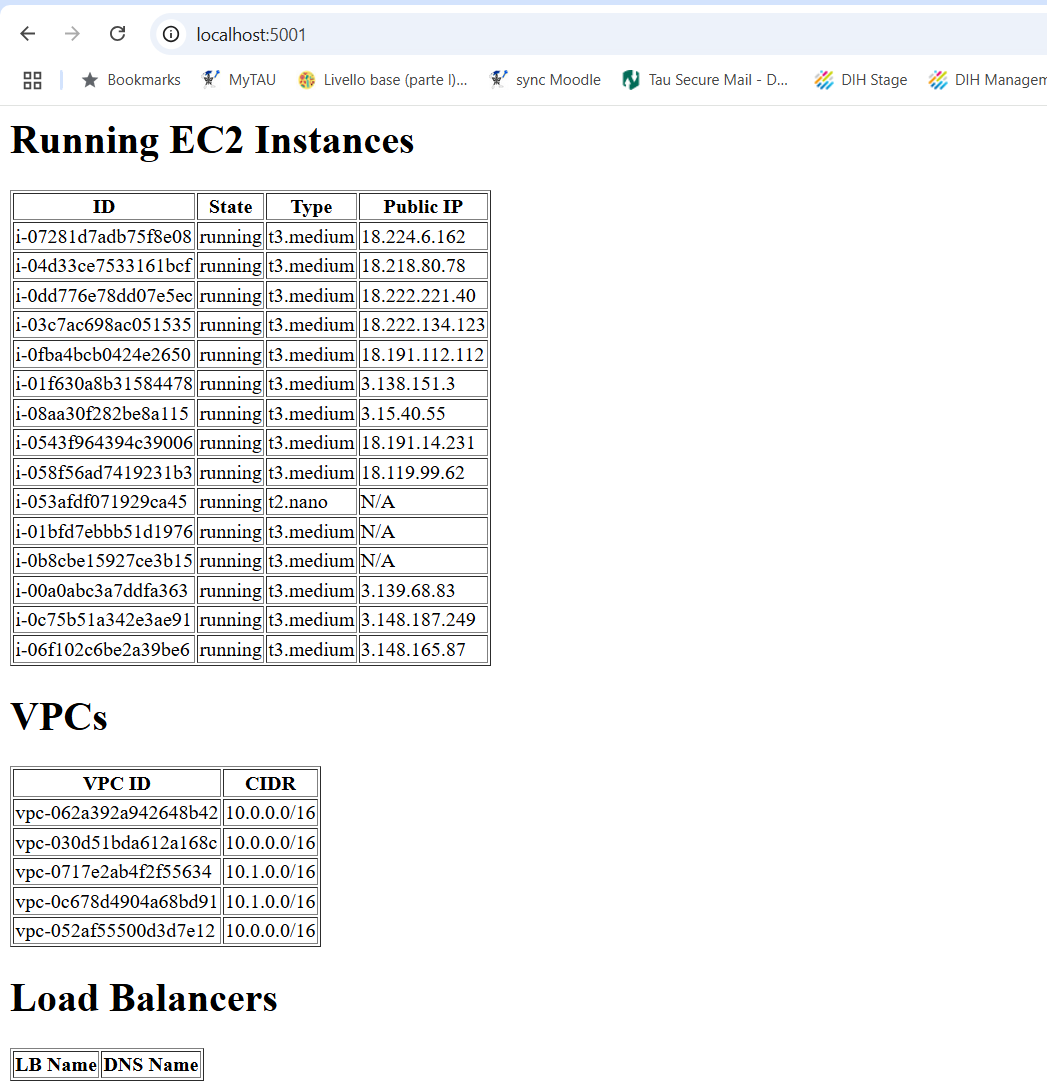 localhost:5001
Bookmarks MyTAU Livello base (parte I)... sync Moodle Tau Secure Mail - D... DIH Stage DIH Managem
Running EC2 Instances
ID State Type Public IP
i-07281d7adb75f8e08 running t3.medium 18.224.6.162
i-04d33ce7533161bcf running t3.medium 18.218.80.78
i-0dd776e78dd07e5ec running t3.medium 18.222.221.40
i-03c7ac698ac051535 running t3.medium 18.222.134.123
i-0fba4bcb0424e2650 running t3.medium 18.191.112.112
i-01f630a8b31584478 running t3.medium 3.138.151.3
i-08aa30f282be8a115 running t3.medium 3.15.40.55
i-0543f964394c39006 running t3.medium 18.191.14.231
i-058f56ad7419231b3 running t3.medium 18.119.99.62
i-053afdf071929ca45 running t2.nano N/A
i-01bfd7ebbb51d1976 running t3.medium N/A
i-0b8cbe15927ce3b15 running t3.medium N/A
i-00a0abc3a7ddfa363 running t3.medium 3.139.68.83
i-0c75b51a342e3ae91 running t3.medium 3.148.187.249
i-06f102c6be2a39be6 running t3.medium 3.148.165.87
VPCs
VPC ID CIDR
vpc-062a392a942648b42 10.0.0.0/16
vpc-030d51bda612a168c 10.0.0.0/16
vpc-0717e2ab4f2f55634 10.1.0.0/16
vpc-0c678d4904a68bd91 10.1.0.0/16
vpc-052af55500d3d7e12 10.0.0.0/16
Load Balancers
LB Name DNS Name